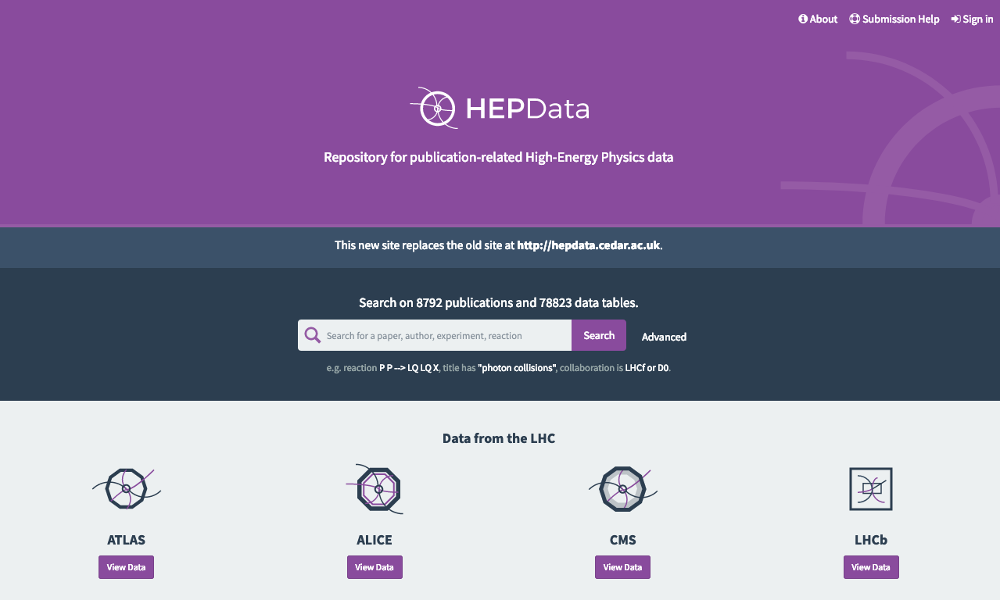 About Submission Help Sign in
HEPData
Repository for publication-related High-Energy Physics data
This new site replaces the old site at http://hepdata.cedar.ac.uk.
Search on 8792 publications and 78823 data tables.
Search for a paper, author, experiment, reaction Search Advanced
e.g. reaction P P --> LQ LQ X, title has "photon collisions", collaboration is LHCf or D0.
Data from the LHC
ATLAS ALICE CMS LHCb
View Data View Data View Data View Data